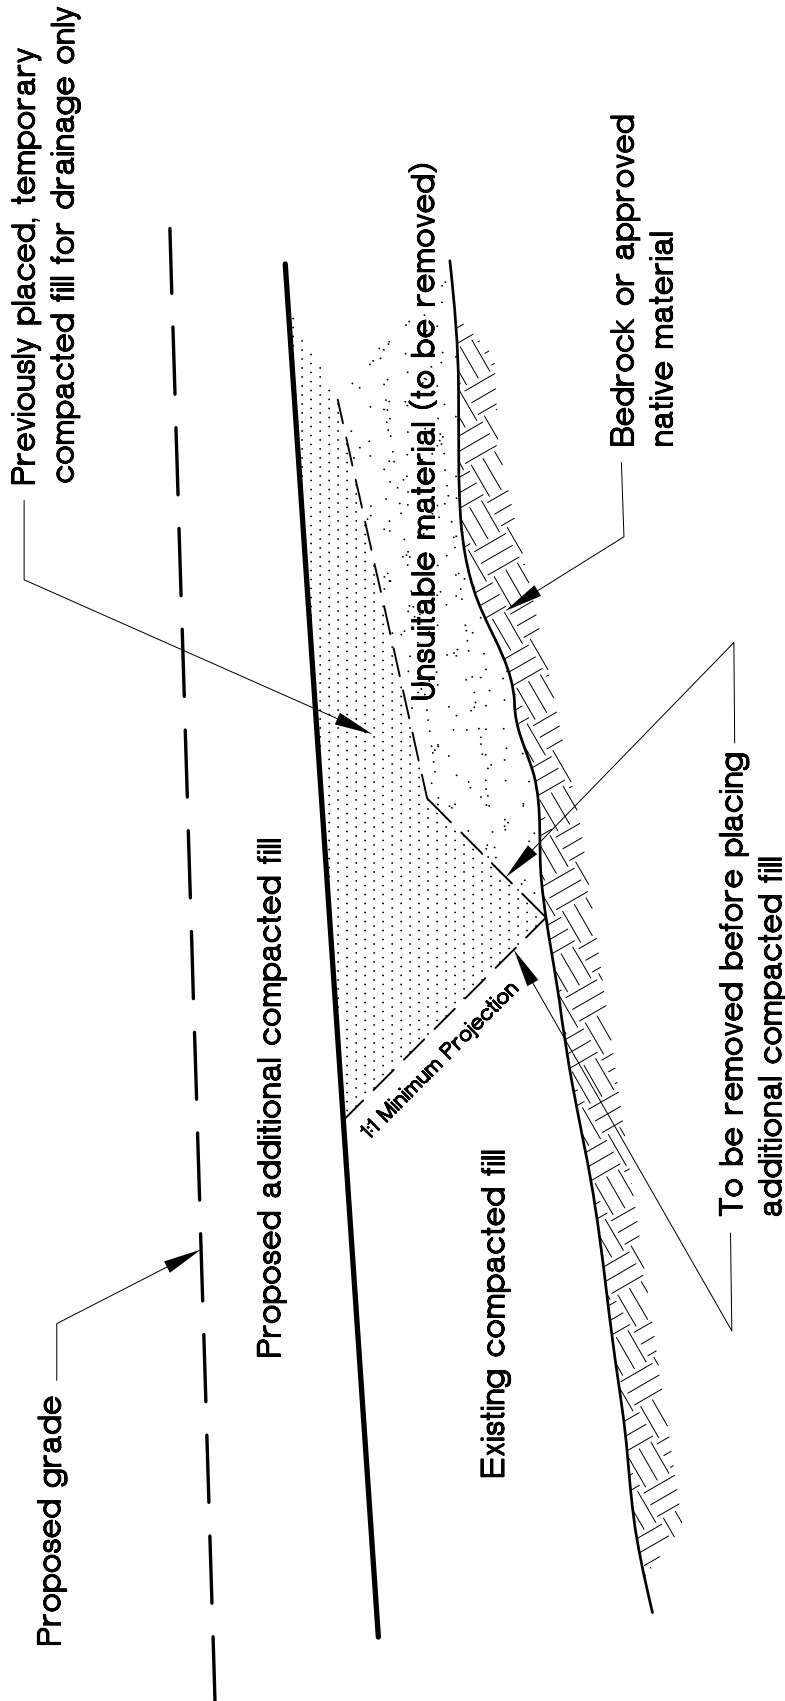 Proposed grade
Previously placed, temporary
compacted fill for drainage only
Proposed additional compacted fill
Unsuitable material (to be removed)
1:1 Minimum Projection
Existing compacted fill
Bedrock or approved
native material
To be removed before placing
additional compacted fill